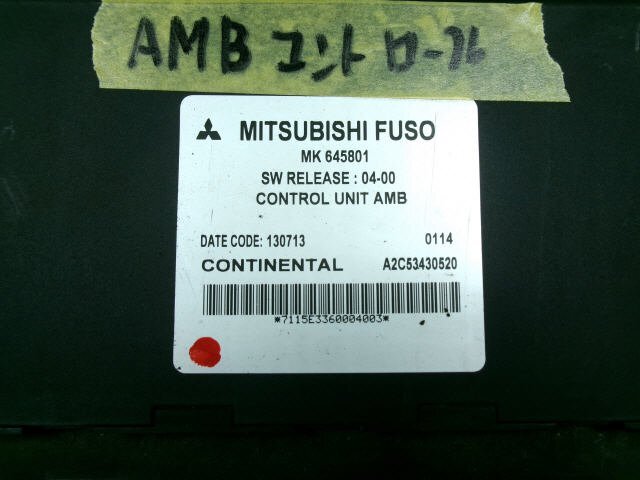 AMB コントロール
MITSUBISHI FUSO
MK 645801
SW RELEASE : 04-00
CONTROL UNIT AMB
DATE CODE: 130713 0114
CONTINENTAL A2C53430520
*7115E3360004003*